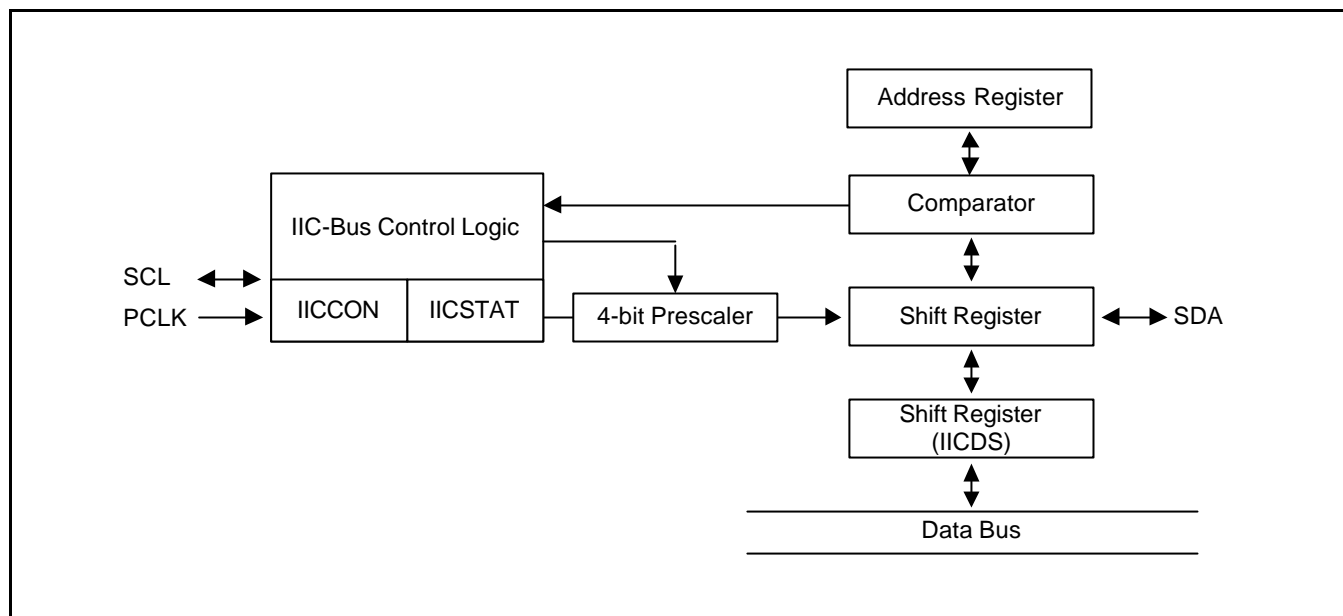 Address Register
Comparator
IIC-Bus Control Logic
SCL
PCLK
IICCON
IICSTAT
4-bit Prescaler
Shift Register
SDA
Shift Register
(IICDS)
Data Bus